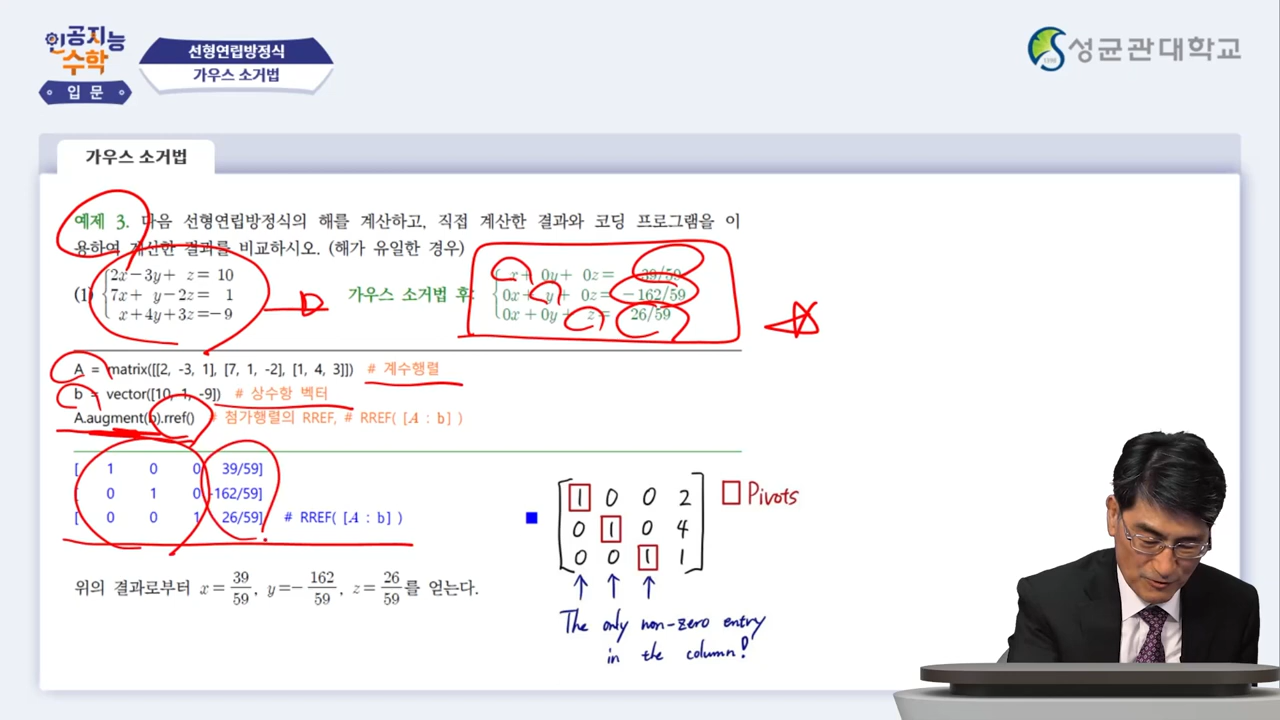 인공지능
수학
입문
선형연립방정식
가우스 소거법
성균관대학교
가우스 소거법
예제 3. 다음 선형연립방정식의 해를 계산하고, 직접 계산한 결과와 코딩 프로그램을 이
용하여 계산한 결과를 비교하시오. (해가 유일한 경우)
(1) 2x-3y+ z= 10
7x+ y-2z= 1
x+4y+3z=-9
가우스 소거법 후:
x+ 0y+ 0z= 39/59
0x+ y+ 0z= -162/59
0x+0y+ z= 26/59
A = matrix([[2, -3, 1], [7, 1, -2], [1, 4, 3]]) # 계수행렬
b = vector([10, 1, -9]) # 상수항 벡터
A.augment(b).rref() # 첨가행렬의 RREF, # RREF( [A : b] )
[ 1 0 0 39/59]
[ 0 1 0 -162/59]
[ 0 0 1 26/59] # RREF( [A : b] )
위의 결과로부터 x = 39/59, y = - 162/59, z = 26/59 를 얻는다.
1 0 0 2
0 1 0 4
0 0 1 1
Pivots
The only non-zero entry
in the column!